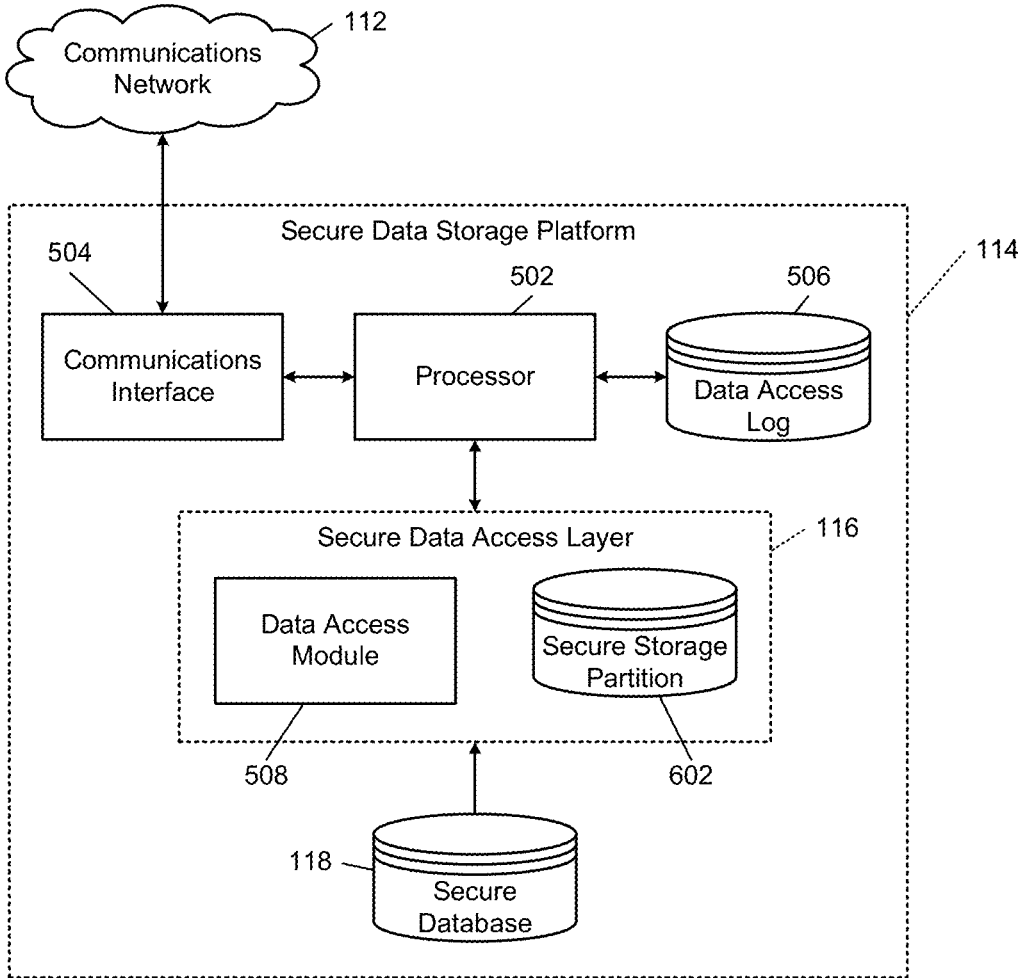 112
Communications
Network
Secure Data Storage Platform
114
504
502
506
Communications
Interface
Processor
Data Access
Log
Secure Data Access Layer
116
Data Access
Module
Secure Storage
Partition
508
602
118
Secure
Database